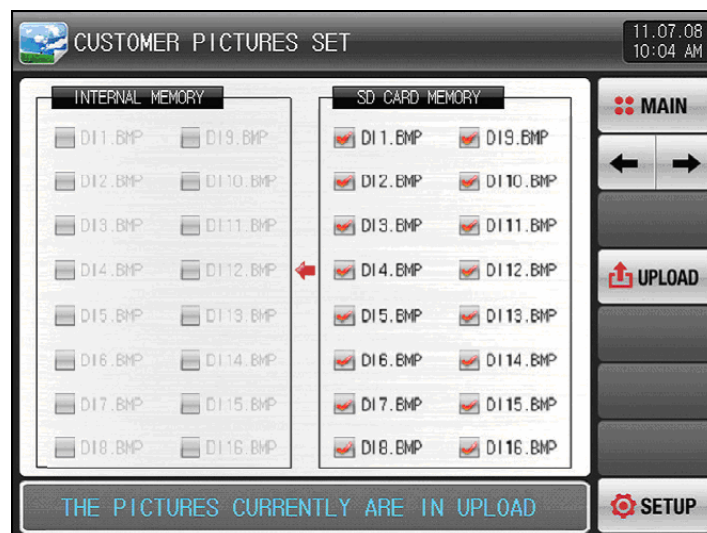 CUSTOMER PICTURES SET
11.07.08
10:04 AM
INTERNAL MEMORY
DI1.BMP DI9.BMP
DI2.BMP DI10.BMP
DI3.BMP DI11.BMP
DI4.BMP DI12.BMP
DI5.BMP DI13.BMP
DI6.BMP DI14.BMP
DI7.BMP DI15.BMP
DI8.BMP DI16.BMP
SD CARD MEMORY
DI1.BMP DI9.BMP
DI2.BMP DI10.BMP
DI3.BMP DI11.BMP
DI4.BMP DI12.BMP
DI5.BMP DI13.BMP
DI6.BMP DI14.BMP
DI7.BMP DI15.BMP
DI8.BMP DI16.BMP
MAIN
UPLOAD
SETUP
THE PICTURES CURRENTLY ARE IN UPLOAD